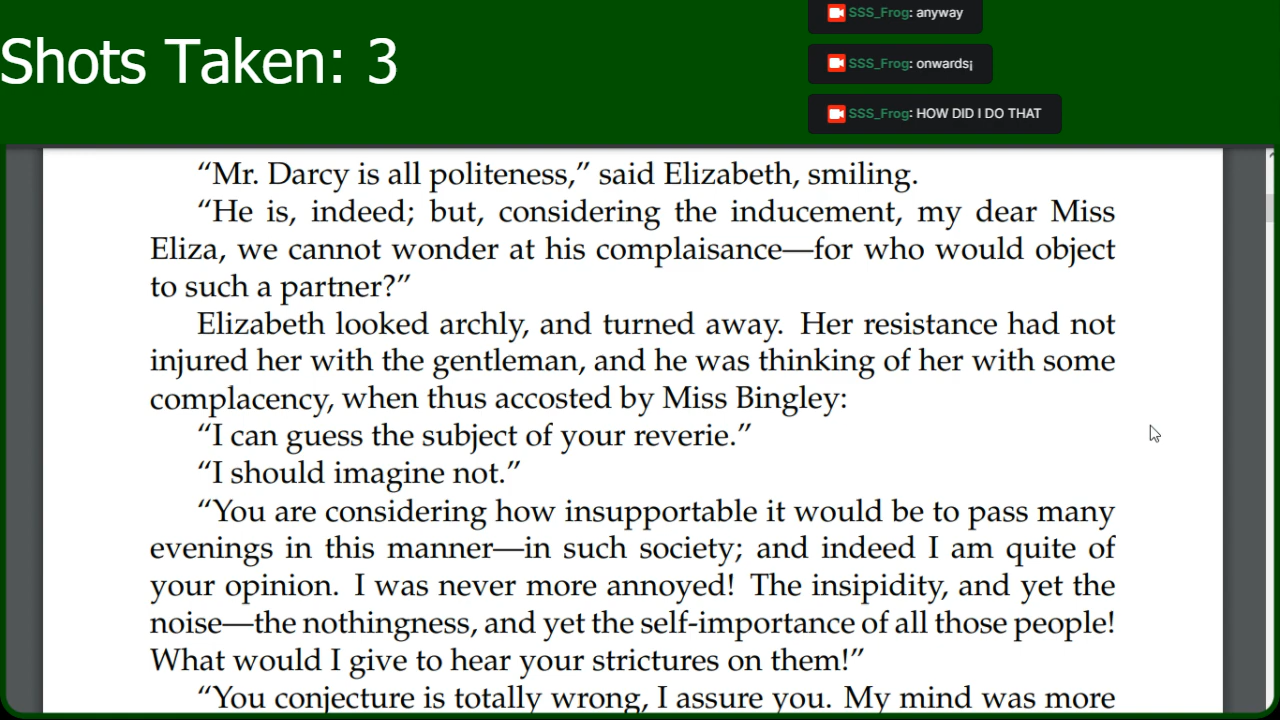 Shots Taken: 3
SSS_Frog: anyway
SSS_Frog: onwards¡
SSS_Frog: HOW DID I DO THAT
“Mr. Darcy is all politeness,” said Elizabeth, smiling.
“He is, indeed; but, considering the inducement, my dear Miss
Eliza, we cannot wonder at his complaisance—for who would object
to such a partner?”
Elizabeth looked archly, and turned away. Her resistance had not
injured her with the gentleman, and he was thinking of her with some
complacency, when thus accosted by Miss Bingley:
“I can guess the subject of your reverie.”
“I should imagine not.”
“You are considering how insupportable it would be to pass many
evenings in this manner—in such society; and indeed I am quite of
your opinion. I was never more annoyed! The insipidity, and yet the
noise—the nothingness, and yet the self-importance of all those people!
What would I give to hear your strictures on them!”
“You conjecture is totally wrong, I assure you. My mind was more